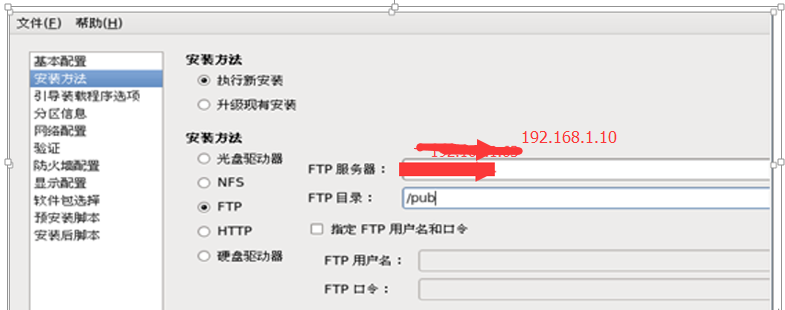 文件(F) 帮助(H)
基本配置
安装方法
引导装载程序选项
分区信息
网络配置
验证
防火墙配置
显示配置
软件包选择
预安装脚本
安装后脚本
安装方法
执行新安装
升级现有安装
安装方法
光盘驱动器
NFS
FTP
HTTP
硬盘驱动器
192.168.1.10
FTP 服务器：
FTP 目录： /pub
指定 FTP 用户名和口令
FTP 用户名：
FTP 口令：